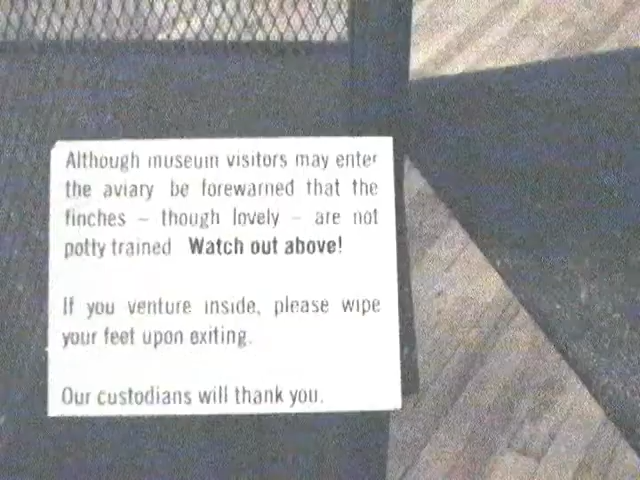 Although museum visitors may enter
the aviary be forewarned that the
finches – though lovely – are not
potty trained Watch out above!
If you venture inside, please wipe
your feet upon exiting.
Our custodians will thank you.